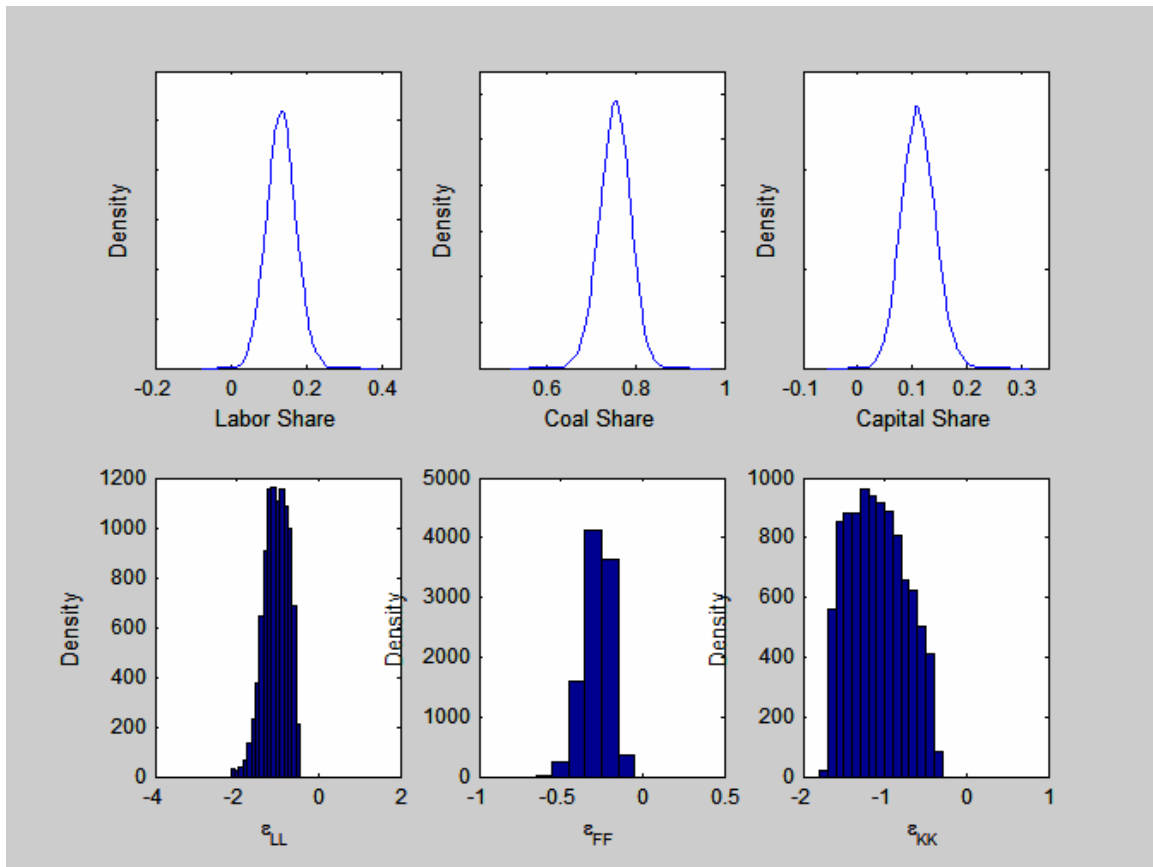 Density
-0.2 0 0.2 0.4
Labor Share
Density
0.6 0.8 1
Coal Share
Density
-0.1 0 0.1 0.2 0.3
Capital Share
Density
1200
1000
800
600
400
200
0
-4 -2 0 2
ε_LL
Density
5000
4000
3000
2000
1000
0
-1 -0.5 0 0.5
ε_FF
Density
1000
800
600
400
200
0
-2 -1 0 1
ε_KK